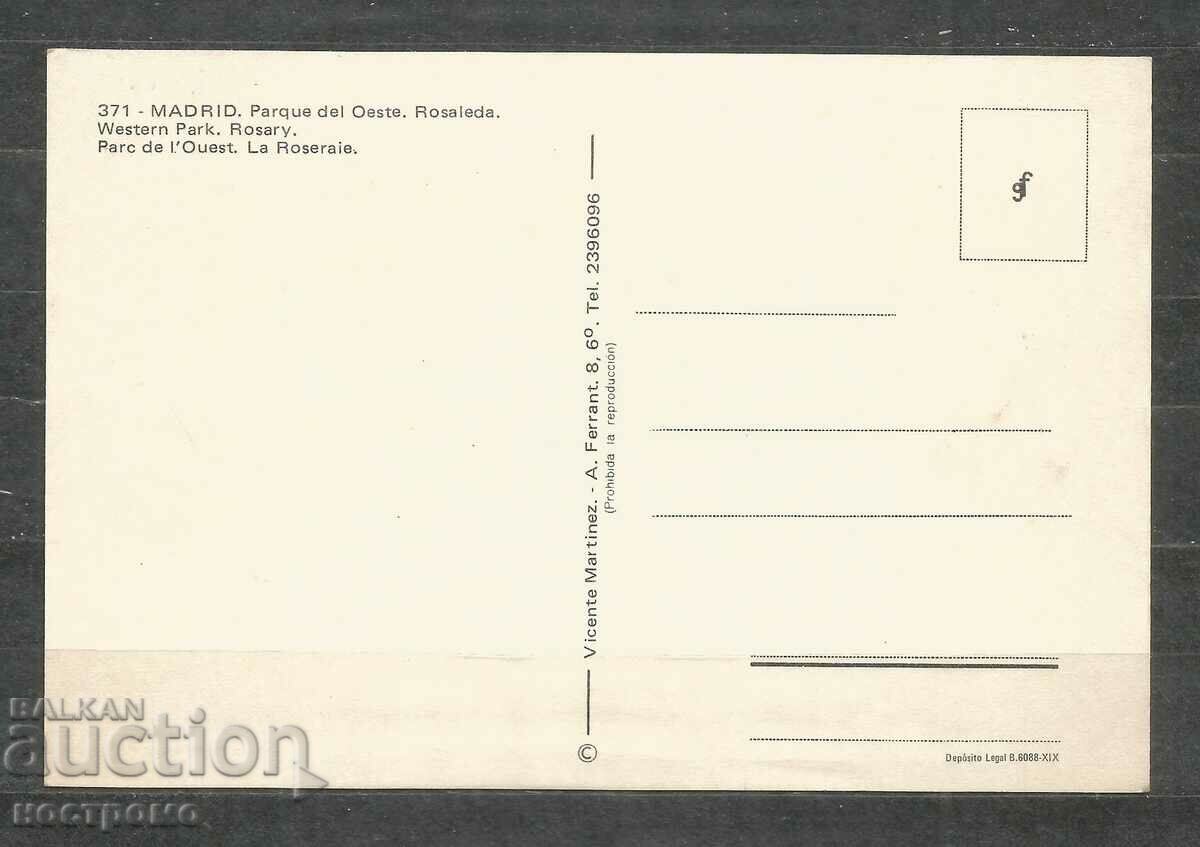 371 - MADRID. Parque del Oeste. Rosaleda.
Western Park. Rosary.
Parc de l'Ouest. La Roseraie.
Vicente Martinez. - A. Ferrant. 8, 6º. Tel. 2396096
(Prohibida la reproducción)
©
gf
Depósito Legal B.6088-XIX
BALKAN
auction
ностромо